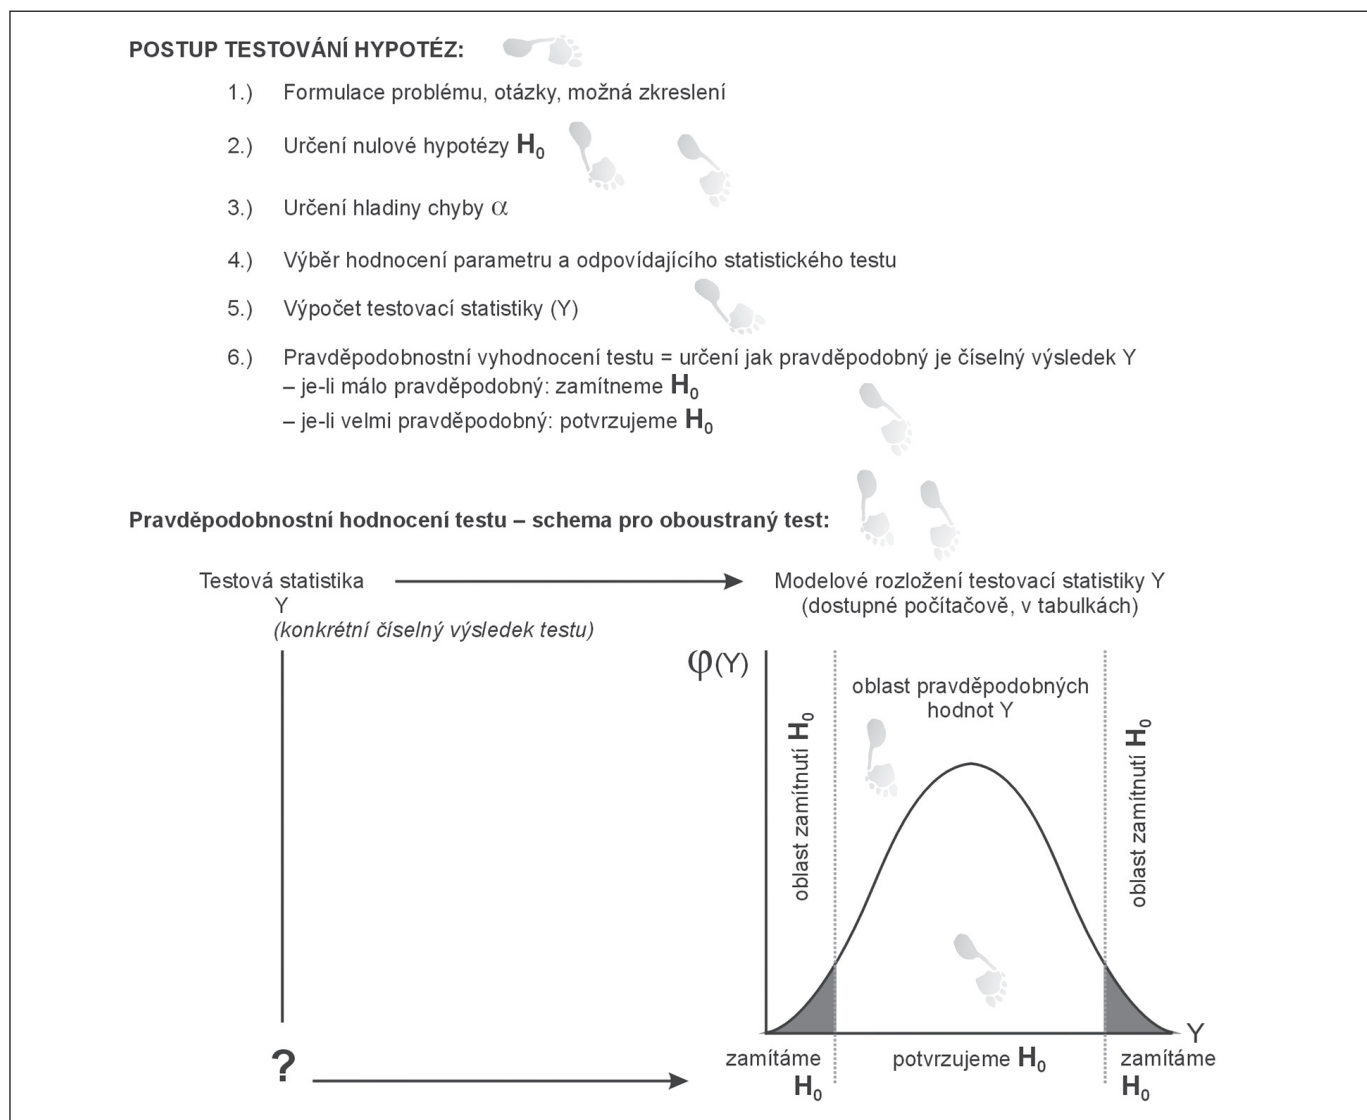 POSTUP TESTOVÁNÍ HYPOTÉZ:
1.) Formulace problému, otázky, možná zkreslení
2.) Určení nulové hypotézy H₀
3.) Určení hladiny chyby α
4.) Výběr hodnocení parametru a odpovídajícího statistického testu
5.) Výpočet testovací statistiky (Y)
6.) Pravděpodobnostní vyhodnocení testu = určení jak pravděpodobný je číselný výsledek Y
– je-li málo pravděpodobný: zamítneme H₀
– je-li velmi pravděpodobný: potvrzujeme H₀
Pravděpodobnostní hodnocení testu – schema pro oboustraný test:
Testová statistika
Y
(konkrétní číselný výsledek testu)
Modelové rozložení testovací statistiky Y
(dostupné počítačově, v tabulkách)
φ(Y)
oblast zamítnutí H₀
oblast pravděpodobných
hodnot Y
oblast zamítnutí H₀
Y
?
zamítáme
H₀
potvrzujeme H₀
zamítáme
H₀